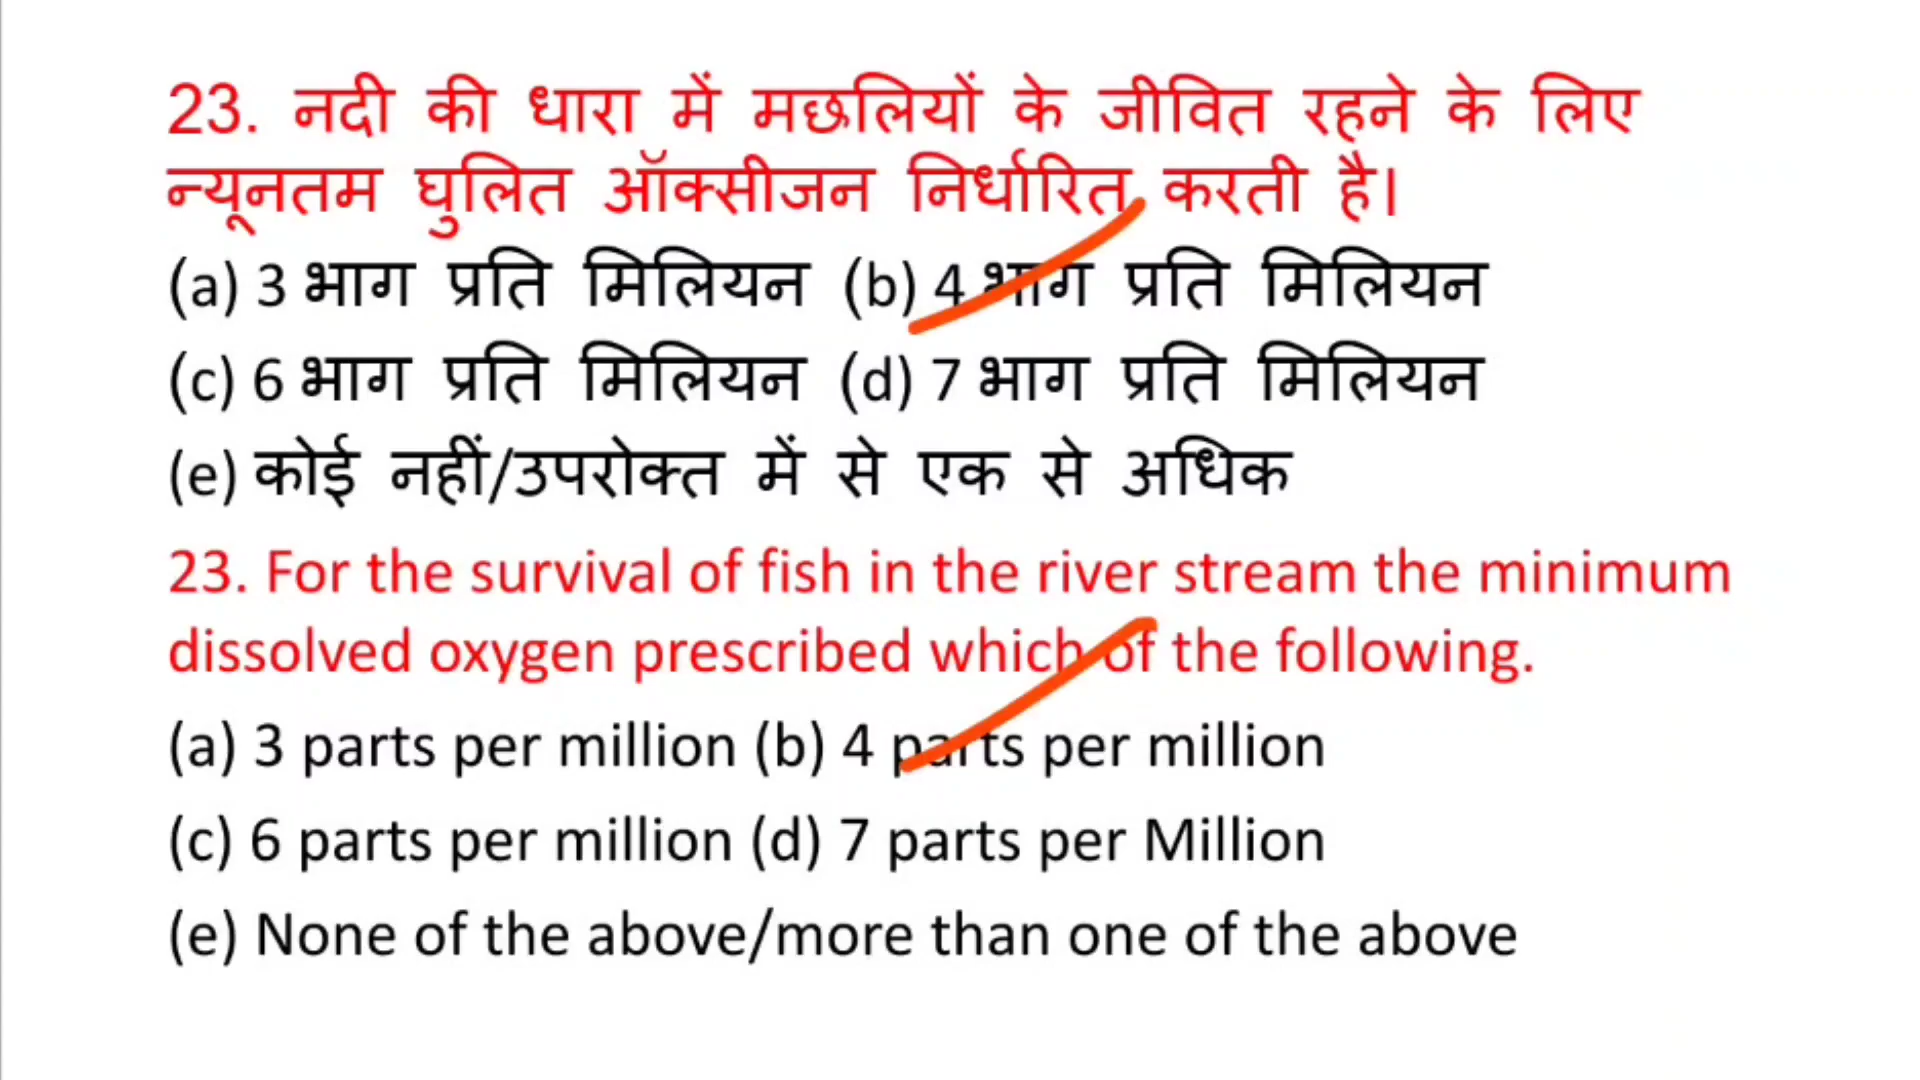 23. नदी की धारा में मछलियों के जीवित रहने के लिए
न्यूनतम घुलित ऑक्सीजन निर्धारित करती है।
(a) 3 भाग प्रति मिलियन (b) 4 भाग प्रति मिलियन
(c) 6 भाग प्रति मिलियन (d) 7 भाग प्रति मिलियन
(e) कोई नहीं/उपरोक्त में से एक से अधिक
23. For the survival of fish in the river stream the minimum
dissolved oxygen prescribed which of the following.
(a) 3 parts per million (b) 4 parts per million
(c) 6 parts per million (d) 7 parts per Million
(e) None of the above/more than one of the above